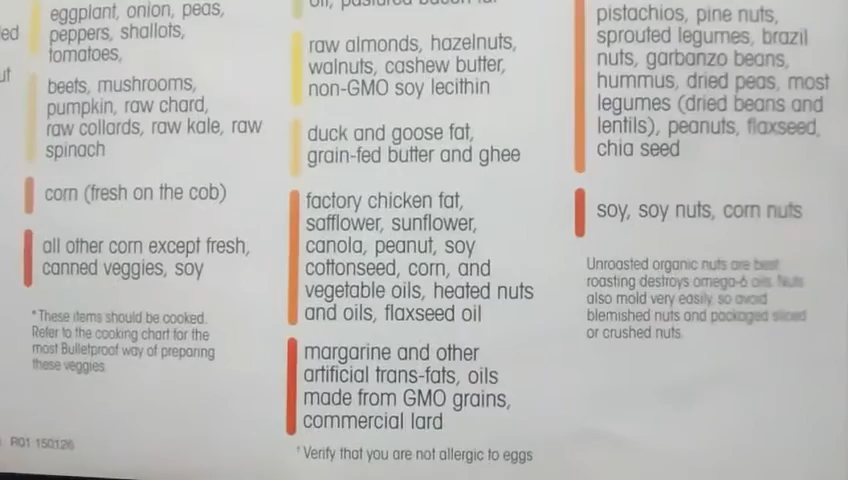 eggplant, onion, peas,
peppers, shallots,
tomatoes,
beets, mushrooms,
pumpkin, raw chard,
raw collards, raw kale, raw
spinach
corn (fresh on the cob)
all other corn except fresh,
canned veggies, soy
*These items should be cooked.
Refer to the cooking chart for the
most Bulletproof way of preparing
these veggies.
R01 150126
raw almonds, hazelnuts,
walnuts, cashew butter,
non-GMO soy lecithin
duck and goose fat,
grain-fed butter and ghee
factory chicken fat,
safflower, sunflower,
canola, peanut, soy
cottonseed, corn, and
vegetable oils, heated nuts
and oils, flaxseed oil
margarine and other
artificial trans-fats, oils
made from GMO grains,
commercial lard
Verify that you are not allergic to eggs
pistachios, pine nuts,
sprouted legumes, brazil
nuts, garbanzo beans,
hummus, dried peas, most
legumes (dried beans and
lentils), peanuts, flaxseed,
chia seed
soy, soy nuts, corn nuts
Unroasted organic nuts are best
roasting destroys omega-6 oils. Nuts
also mold very easily, so avoid
blemished nuts and packaged sliced
or crushed nuts.